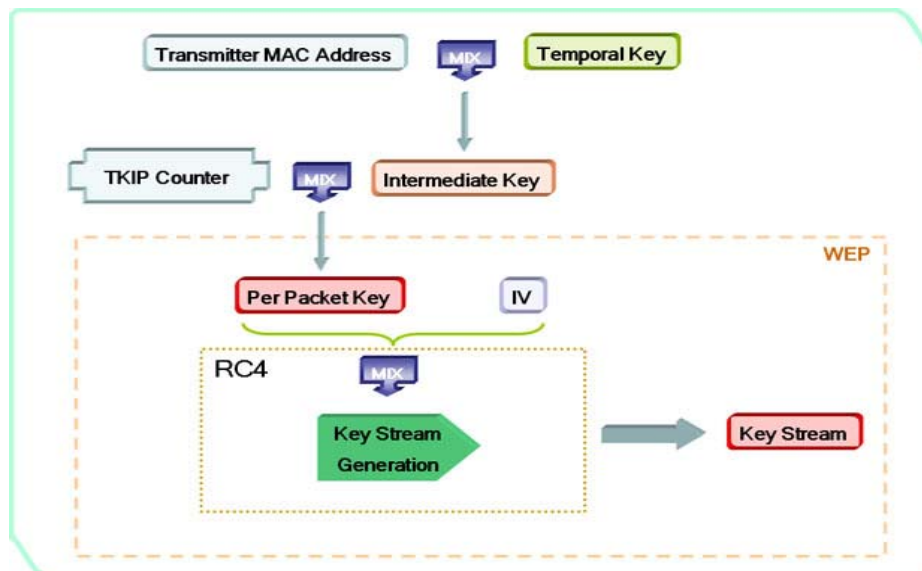 Transmitter MAC Address
MIX
Temporal Key
TKIP Counter
MIX
Intermediate Key
WEP
Per Packet Key
IV
RC4
MIX
Key Stream
Generation
Key Stream